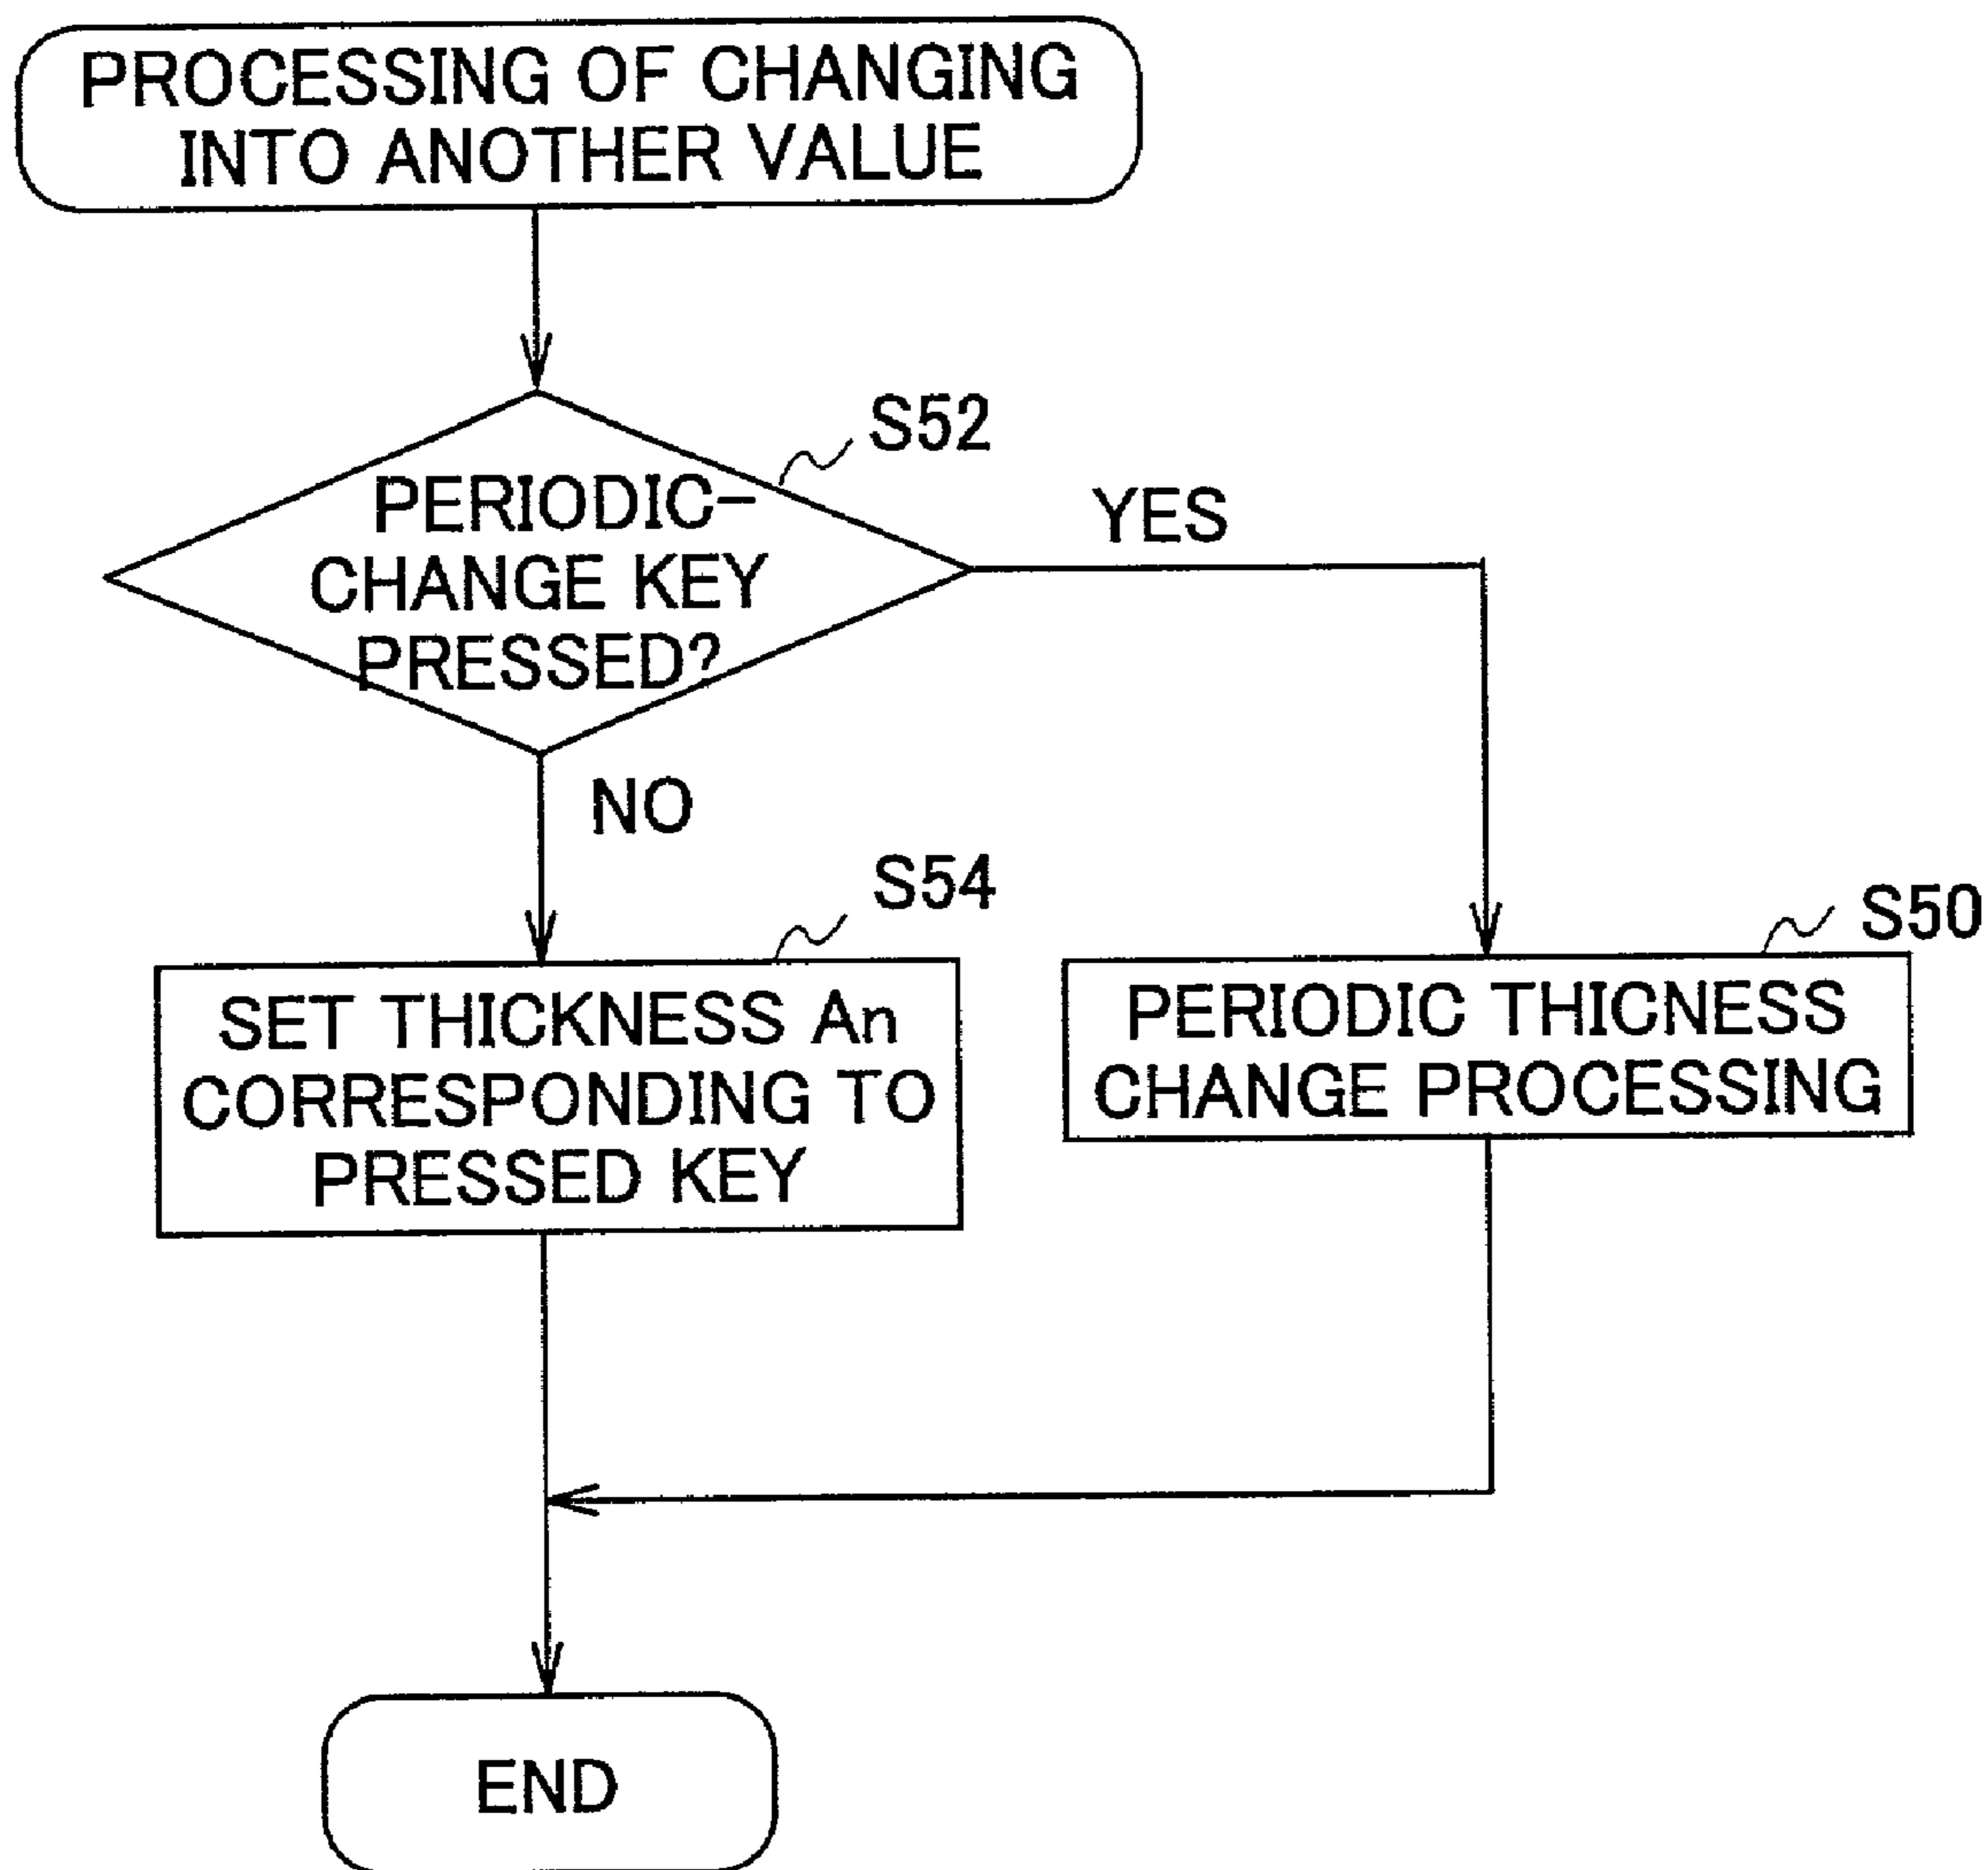 PROCESSING OF CHANGING
INTO ANOTHER VALUE
S52
PERIODIC-
CHANGE KEY
PRESSED?
YES
NO
S54
SET THICKNESS An
CORRESPONDING TO
PRESSED KEY
S50
PERIODIC THICNESS
CHANGE PROCESSING
END